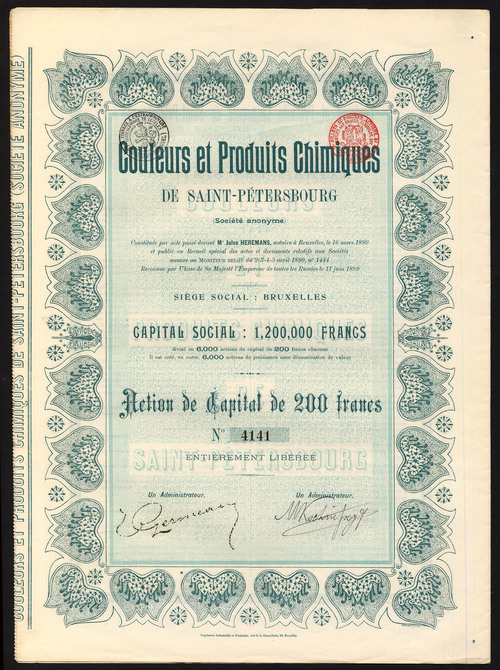 COULEURS ET PRODUITS CHIMIQUES DE SAINT-PÉTERSBOURG (SOCIÉTÉ ANONYME)
Couleurs et Produits Chimiques
DE SAINT-PÉTERSBOURG
(Société anonyme)
Constituée par acte passé devant Mᵉ Jules HEREMANS, notaire à Bruxelles, le 16 mars 1899
et publié au Recueil spécial des actes et documents relatifs aux Sociétés
annexe au MONITEUR BELGE du 3-4-5 avril 1899, nº 1444
Reconnue par Ukase de Sa Majesté l'Empereur de toutes les Russies le 11 juin 1899
SIÈGE SOCIAL : BRUXELLES
CAPITAL SOCIAL : 1,200,000 FRANCS
divisé en 6,000 actions de capital de 200 francs chacune
Il est créé, en outre, 6,000 actions de jouissance sans désignation de valeur
Action de Capital de 200 francs
Nº 4141
ENTIÈREMENT LIBÉRÉE
SAINT-PÉTERSBOURG
Un Administrateur, Un Administrateur,